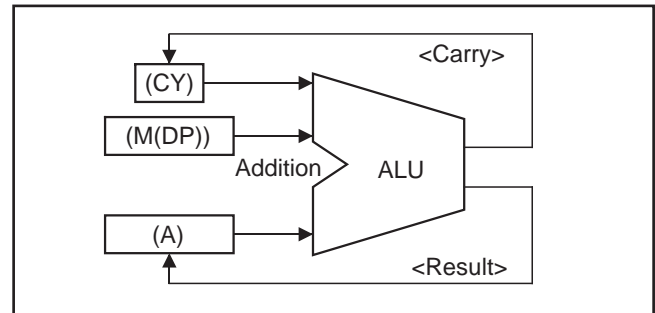 <Carry>
(CY)
(M(DP))
Addition
ALU
(A)
<Result>